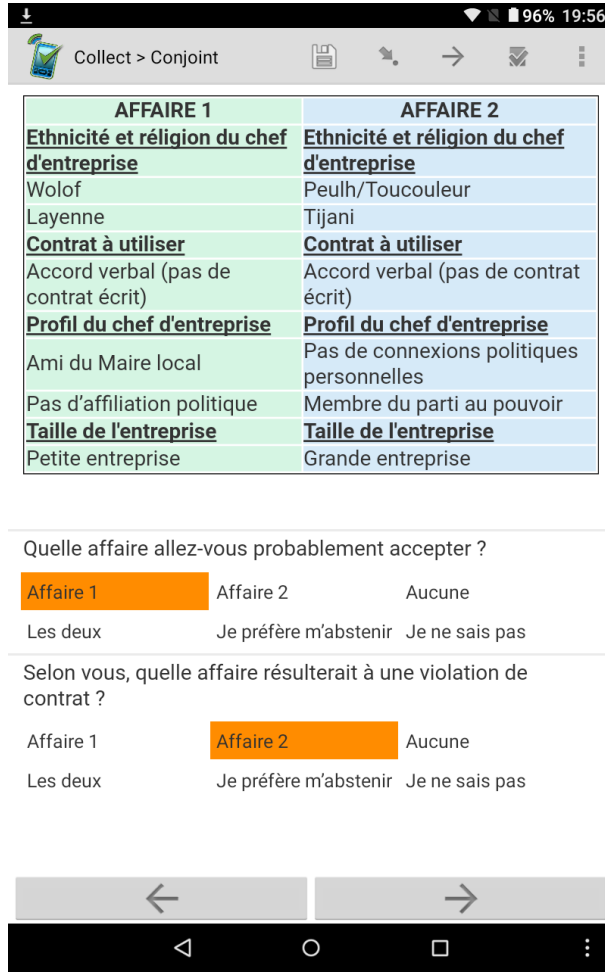 96% 19:56
Collect > Conjoint
AFFAIRE 1 AFFAIRE 2
Ethnicité et réligion du chef d'entreprise Ethnicité et réligion du chef d'entreprise
Wolof Peulh/Toucouleur
Layenne Tijani
Contrat à utiliser Contrat à utiliser
Accord verbal (pas de contrat écrit) Accord verbal (pas de contrat écrit)
Profil du chef d'entreprise Profil du chef d'entreprise
Ami du Maire local Pas de connexions politiques personnelles
Pas d’affiliation politique Membre du parti au pouvoir
Taille de l'entreprise Taille de l'entreprise
Petite entreprise Grande entreprise
Quelle affaire allez-vous probablement accepter ?
Affaire 1 Affaire 2 Aucune
Les deux Je préfère m’abstenir Je ne sais pas
Selon vous, quelle affaire résulterait à une violation de
contrat ?
Affaire 1 Affaire 2 Aucune
Les deux Je préfère m’abstenir Je ne sais pas